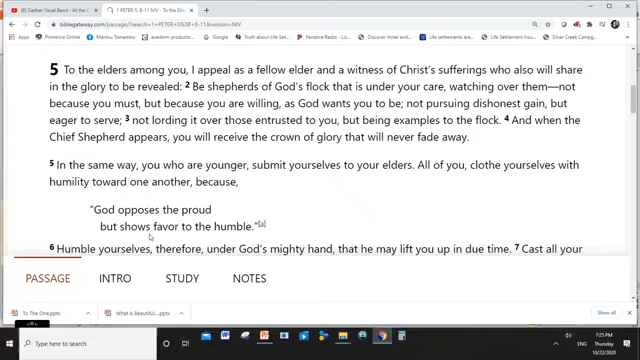 (6) Gaither Vocal Band - At the C
1 PETER 5: 8-11 NIV - To the El
biblegateway.com/passage/?search=1+PETER+5%3A+8-11&version=NIV
Apps
Primerica Online
Maribou Tomambo
Google
Truth about Life Sett
Pandora Radio - List
Discover Hotel and
Life settlements are
Life Settlement Inve
Silver Creek Campg
5 To the elders among you, I appeal as a fellow elder and a witness of Christ's sufferings who also will share
in the glory to be revealed: 2 Be shepherds of God's flock that is under your care, watching over them—not
because you must, but because you are willing, as God wants you to be; not pursuing dishonest gain, but
eager to serve; 3 not lording it over those entrusted to you, but being examples to the flock. 4 And when the
Chief Shepherd appears, you will receive the crown of glory that will never fade away.
5 In the same way, you who are younger, submit yourselves to your elders. All of you, clothe yourselves with
humility toward one another, because,
"God opposes the proud
but shows favor to the humble."[a]
6 Humble yourselves, therefore, under God's mighty hand, that he may lift you up in due time. 7 Cast all your
PASSAGE
INTRO
STUDY
NOTES
To The One.pptx
What A Beautiful....pptx
Show all
Type here to search
ENG
7:25 PM
Thursday
10/22/2020